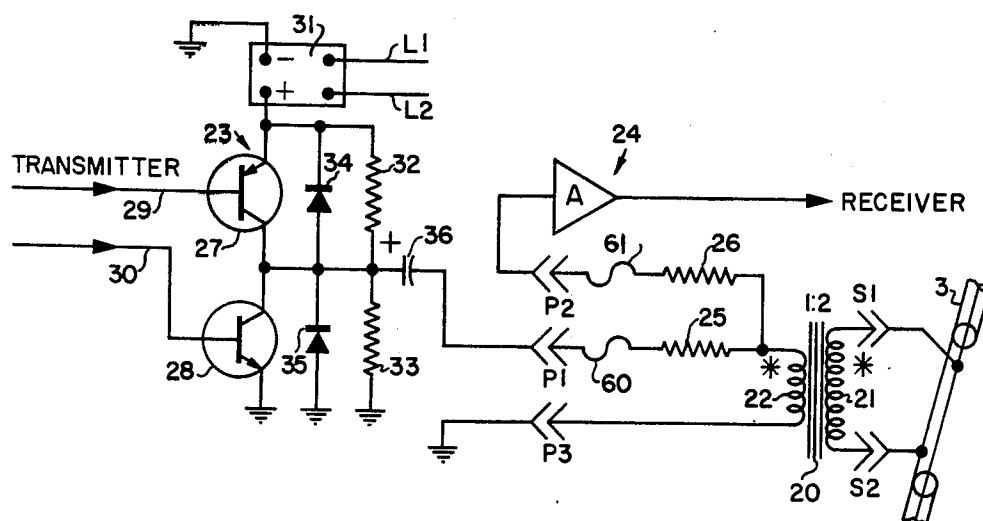 31
L1
−
+
L2
23
24
TRANSMITTER
34
32
A
RECEIVER
29
27
+
36
61
26
30
P2
1:2
S1
3
25
28
35
33
P1
60
*
22
*
21
P3
20
S2